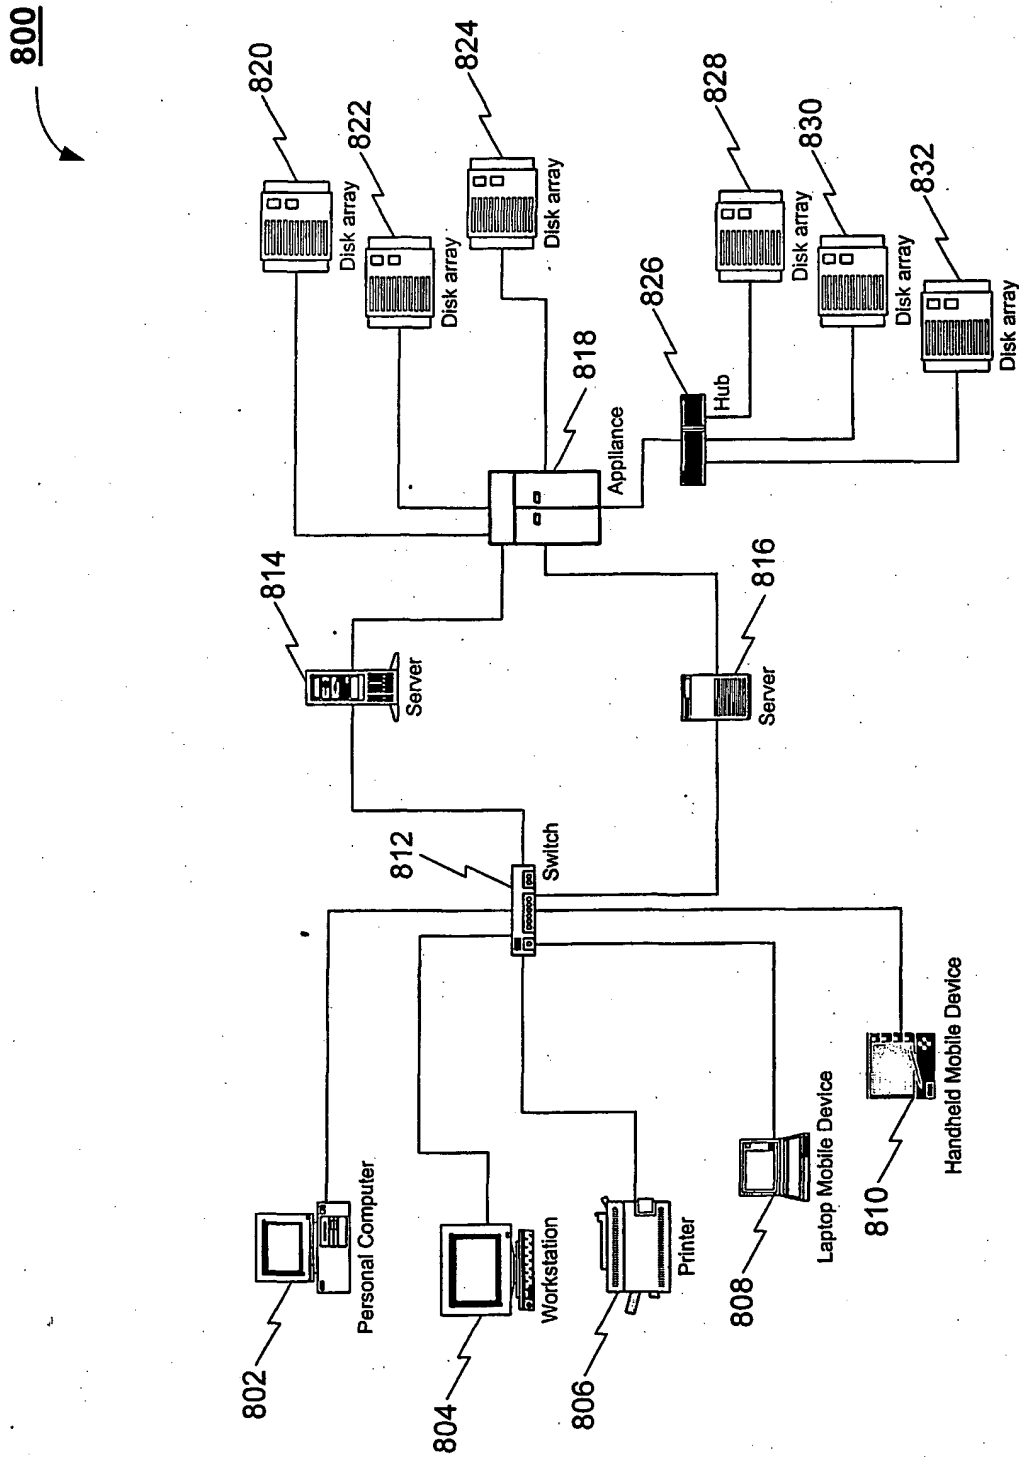 800
802
Personal Computer
804
Workstation
806
Printer
808
Laptop Mobile Device
810
Handheld Mobile Device
812
Switch
814
Server
816
Server
818
Appliance
820
Disk array
822
Disk array
824
Disk array
826
Hub
828
Disk array
830
Disk array
832
Disk array